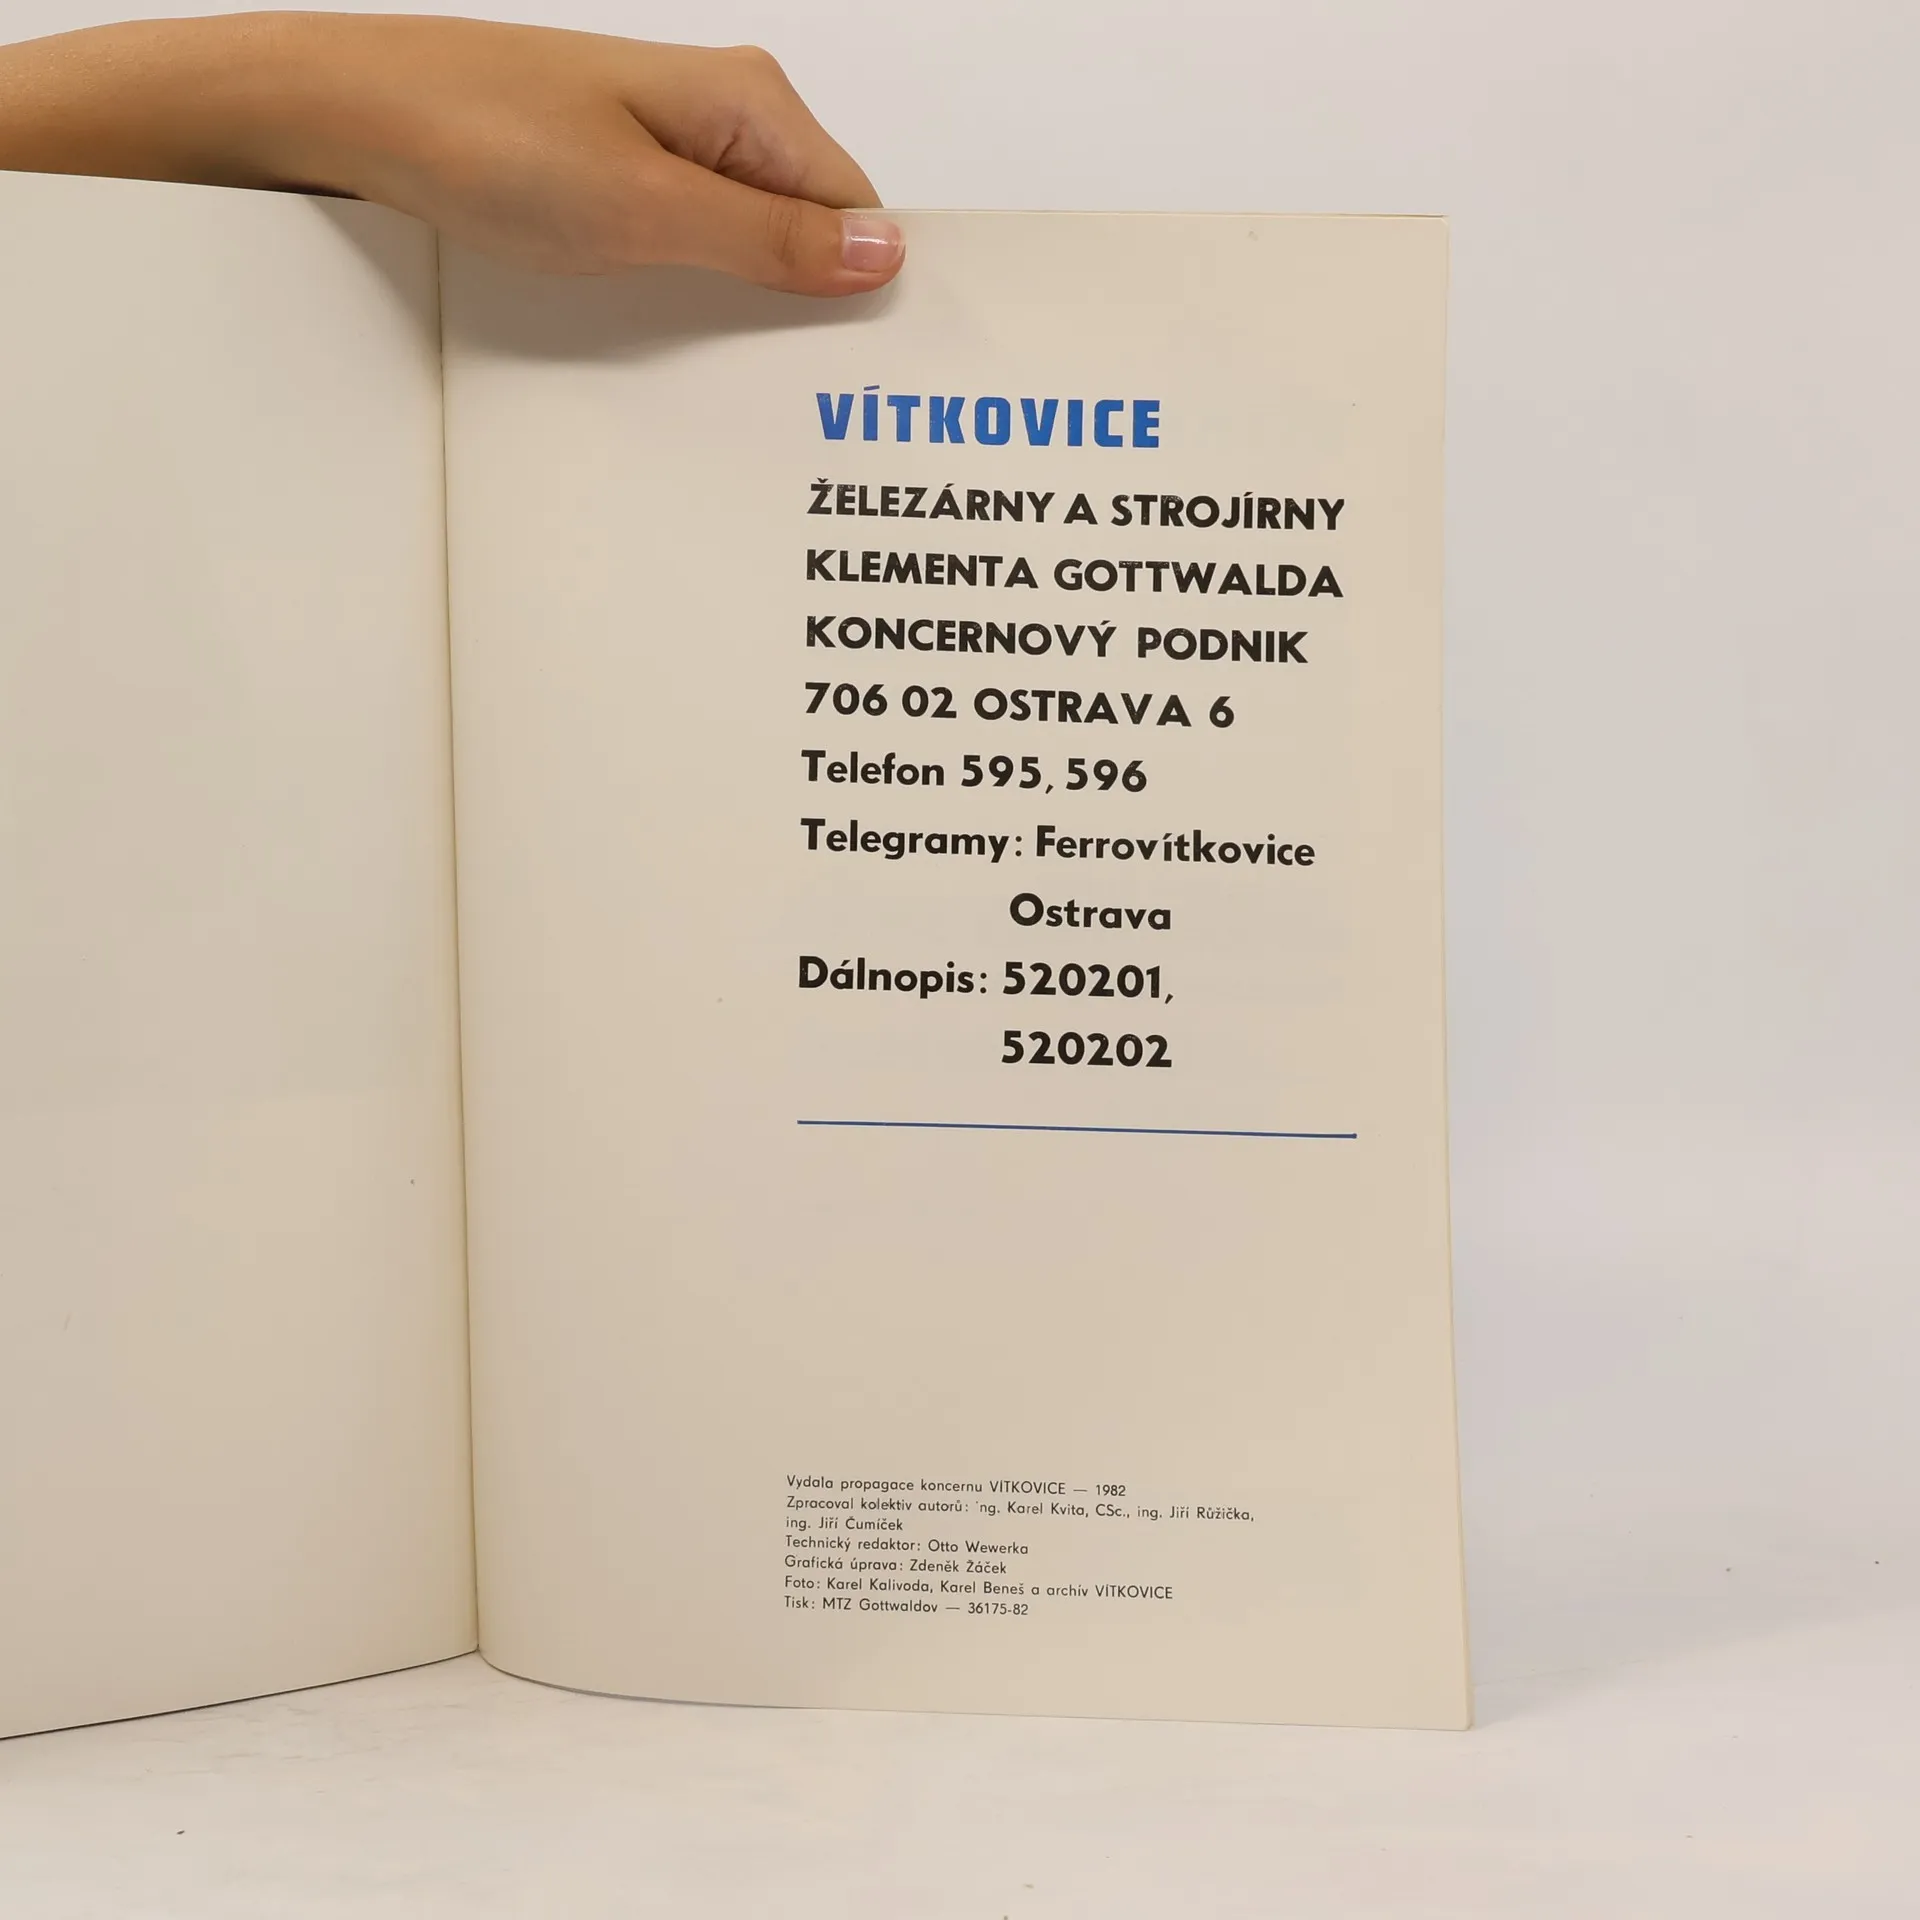 VÍTKOVICE
ŽELEZÁRNY A STROJÍRNY
KLEMENTA GOTTWALDA
KONCERNOVÝ PODNIK
706 02 OSTRAVA 6
Telefon 595, 596
Telegramy: Ferrovítkovice
Ostrava
Dálnopis: 520201,
520202
Vydala propagace koncernu VÍTKOVICE — 1982
Zpracoval kolektiv autorů: ing. Karel Kvita, CSc., ing. Jiří Růžička,
ing. Jiří Čumíček
Technický redaktor: Otto Wewerka
Grafická úprava: Zdeněk Žáček
Foto: Karel Kalivoda, Karel Beneš a archív VÍTKOVICE
Tisk: MTZ Gottwaldov — 36175-82